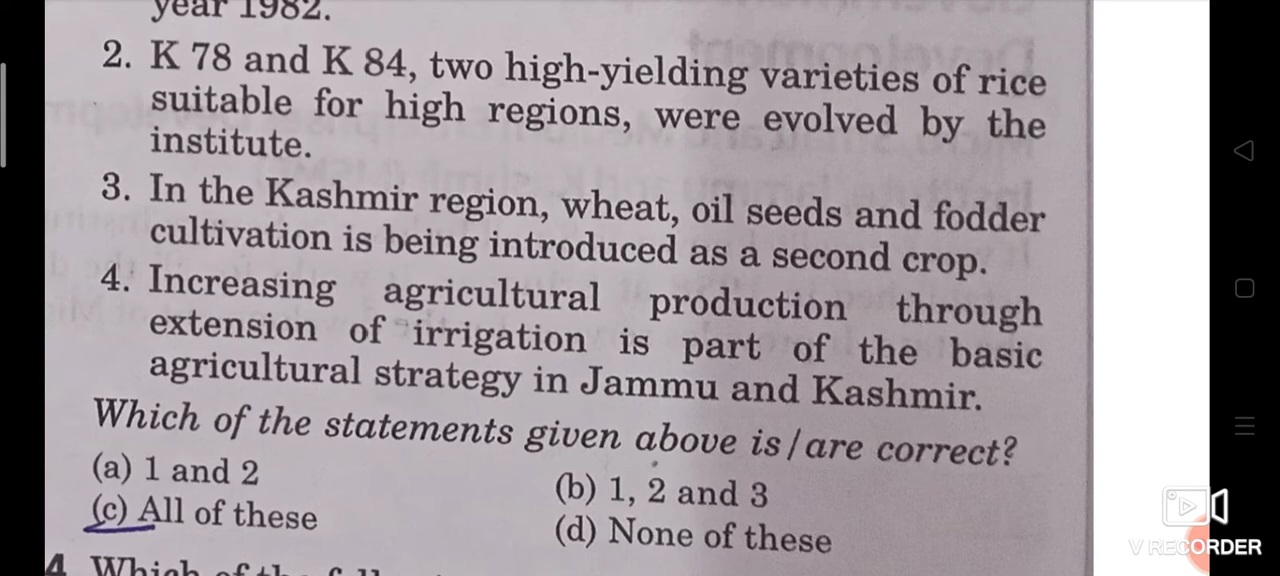 year 1982.
2. K 78 and K 84, two high-yielding varieties of rice
suitable for high regions, were evolved by the
institute.
3. In the Kashmir region, wheat, oil seeds and fodder
cultivation is being introduced as a second crop.
4. Increasing agricultural production through
extension of irrigation is part of the basic
agricultural strategy in Jammu and Kashmir.
Which of the statements given above is/are correct?
(a) 1 and 2
(b) 1, 2 and 3
(c) All of these
(d) None of these
4 Which of the
V RECORDER